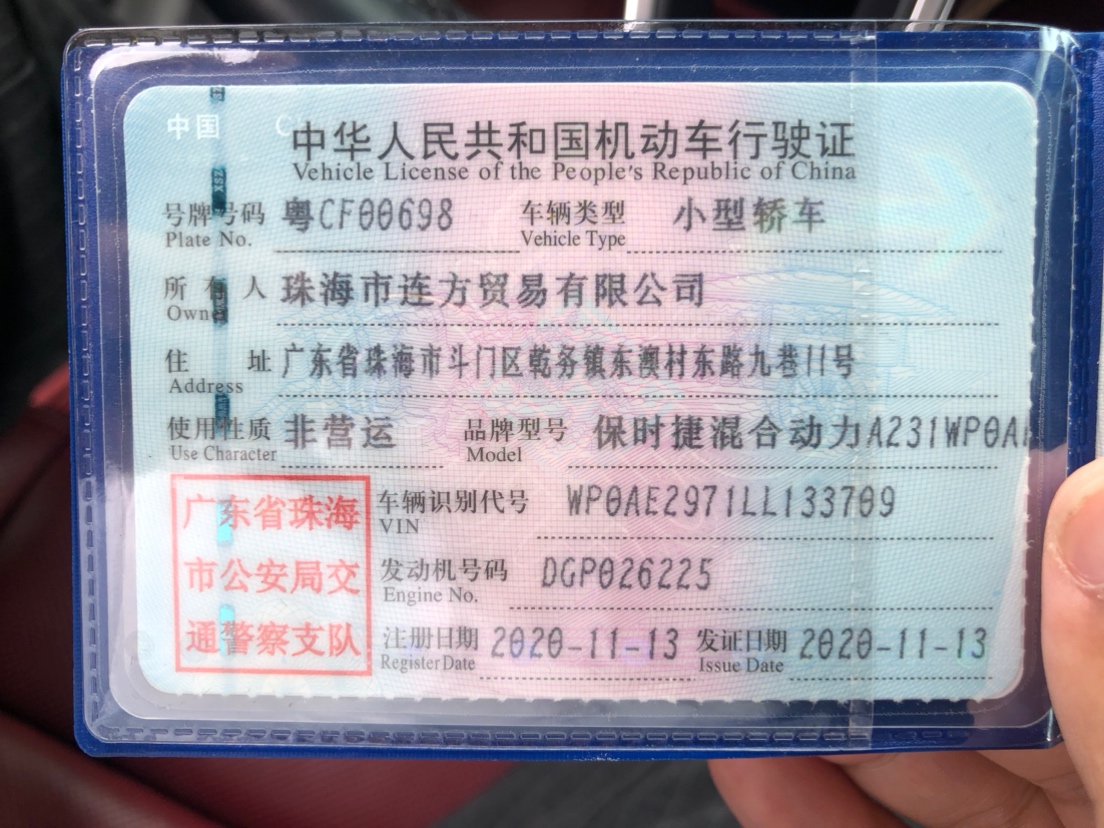 中国
中华人民共和国机动车行驶证
Vehicle License of the People's Republic of China
号牌号码 粤CF00698 车辆类型 小型轿车
Plate No. Vehicle Type
所有人 珠海市连方贸易有限公司
Owner
住址 广东省珠海市斗门区乾务镇东澳村东路九巷11号
Address
使用性质 非营运 品牌型号 保时捷混合动力A231WP0A
Use Character Model
车辆识别代号 WP0AE2971LL133709
VIN
发动机号码 DGP026225
Engine No.
注册日期 2020-11-13 发证日期 2020-11-13
Register Date Issue Date
广东省珠海
市公安局交
通警察支队